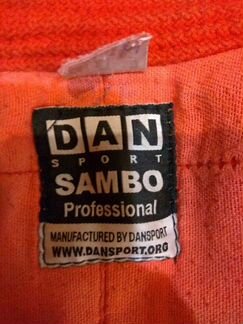 DAN
SPORT
SAMBO
Professional
MANUFACTURED BY DANSPORT
WWW.DANSPORT.ORG